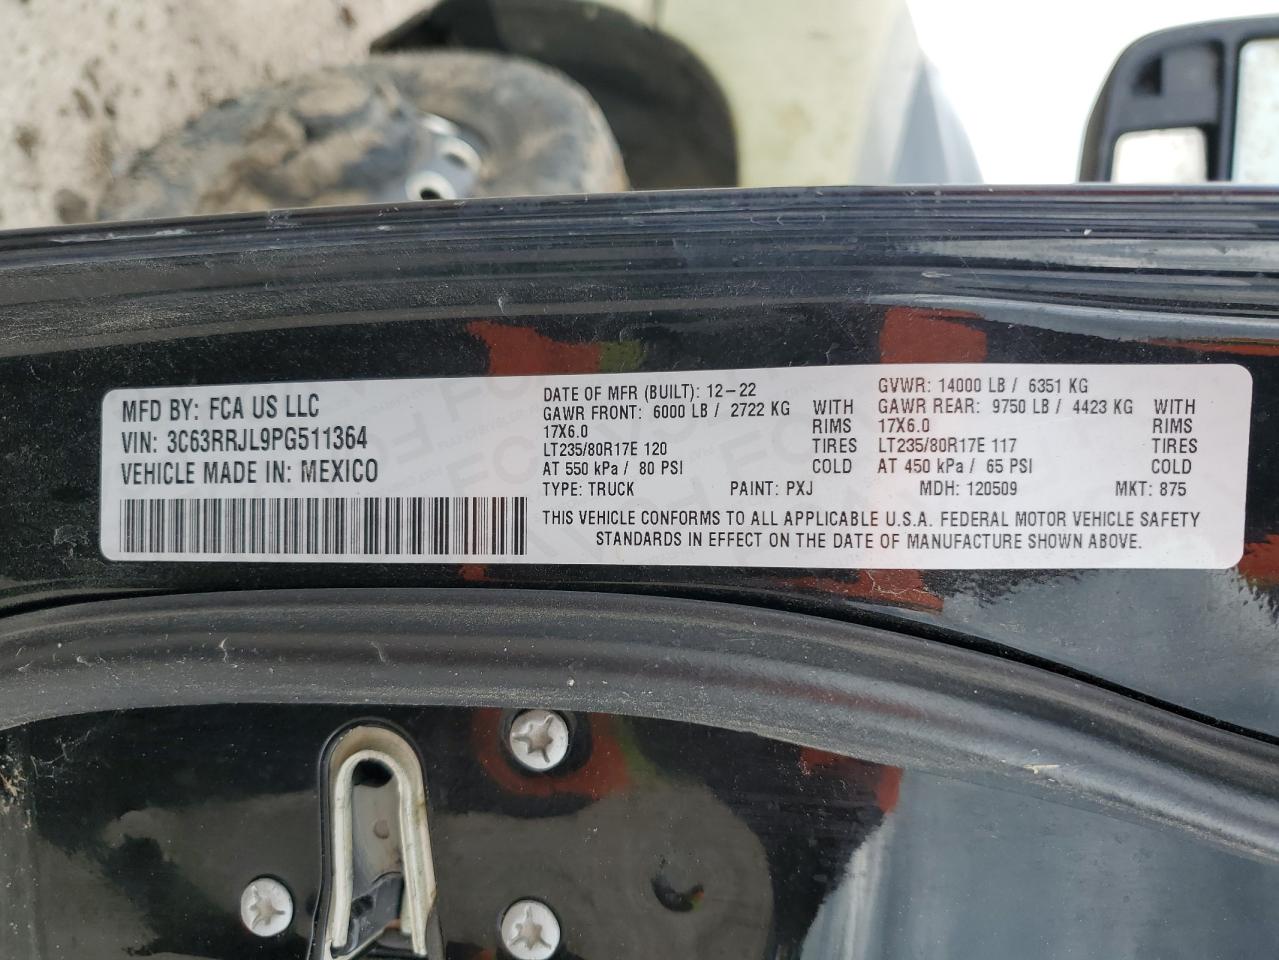 MFD BY: FCA US LLC
VIN: 3C63RRJL9PG511364
VEHICLE MADE IN: MEXICO
DATE OF MFR (BUILT): 12-22
GAWR FRONT: 6000 LB / 2722 KG WITH
17X6.0 RIMS
LT235/80R17E 120 TIRES
AT 550 kPa / 80 PSI COLD
GVWR: 14000 LB / 6351 KG
GAWR REAR: 9750 LB / 4423 KG WITH
17X6.0 RIMS
LT235/80R17E 117 TIRES
AT 450 kPa / 65 PSI COLD
TYPE: TRUCK PAINT: PXJ MDH: 120509 MKT: 875
THIS VEHICLE CONFORMS TO ALL APPLICABLE U.S.A. FEDERAL MOTOR VEHICLE SAFETY
STANDARDS IN EFFECT ON THE DATE OF MANUFACTURE SHOWN ABOVE.